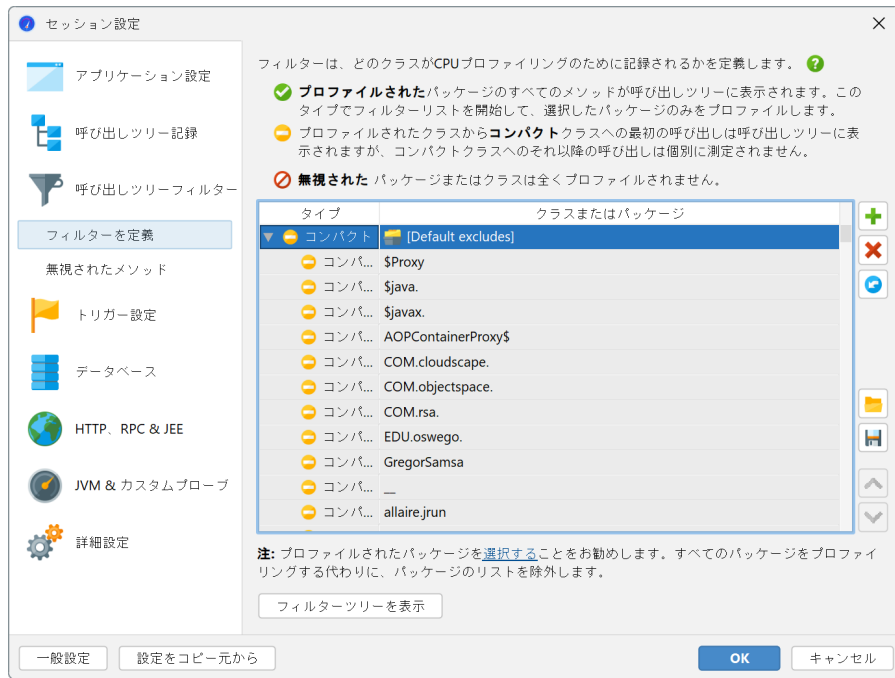 セッション設定
アプリケーション設定
呼び出しツリー記録
呼び出しツリーフィルター
フィルターを定義
無視されたメソッド
トリガー設定
データベース
HTTP、RPC & JEE
JVM & カスタムプローブ
詳細設定
フィルターは、どのクラスがCPUプロファイリングのために記録されるかを定義します。
プロファイルされたパッケージのすべてのメソッドが呼び出しツリーに表示されます。この
タイプでフィルターリストを開始して、選択したパッケージのみをプロファイルします。
プロファイルされたクラスからコンパクトクラスへの最初の呼び出しは呼び出しツリーに表
示されますが、コンパクトクラスへのそれ以降の呼び出しは個別に測定されません。
無視された パッケージまたはクラスは全くプロファイルされません。
タイプ クラスまたはパッケージ
コンパクト [Default excludes]
コンパ... $Proxy
コンパ... $java.
コンパ... $javax.
コンパ... AOPContainerProxy$
コンパ... COM.cloudscape.
コンパ... COM.objectspace.
コンパ... COM.rsa.
コンパ... EDU.oswego.
コンパ... GregorSamsa
コンパ... __
コンパ... allaire.jrun
注: プロファイルされたパッケージを選択することをお勧めします。すべてのパッケージをプロファイ
リングする代わりに、パッケージのリストを除外します。
フィルターツリーを表示
一般設定 設定をコピー元から OK キャンセル